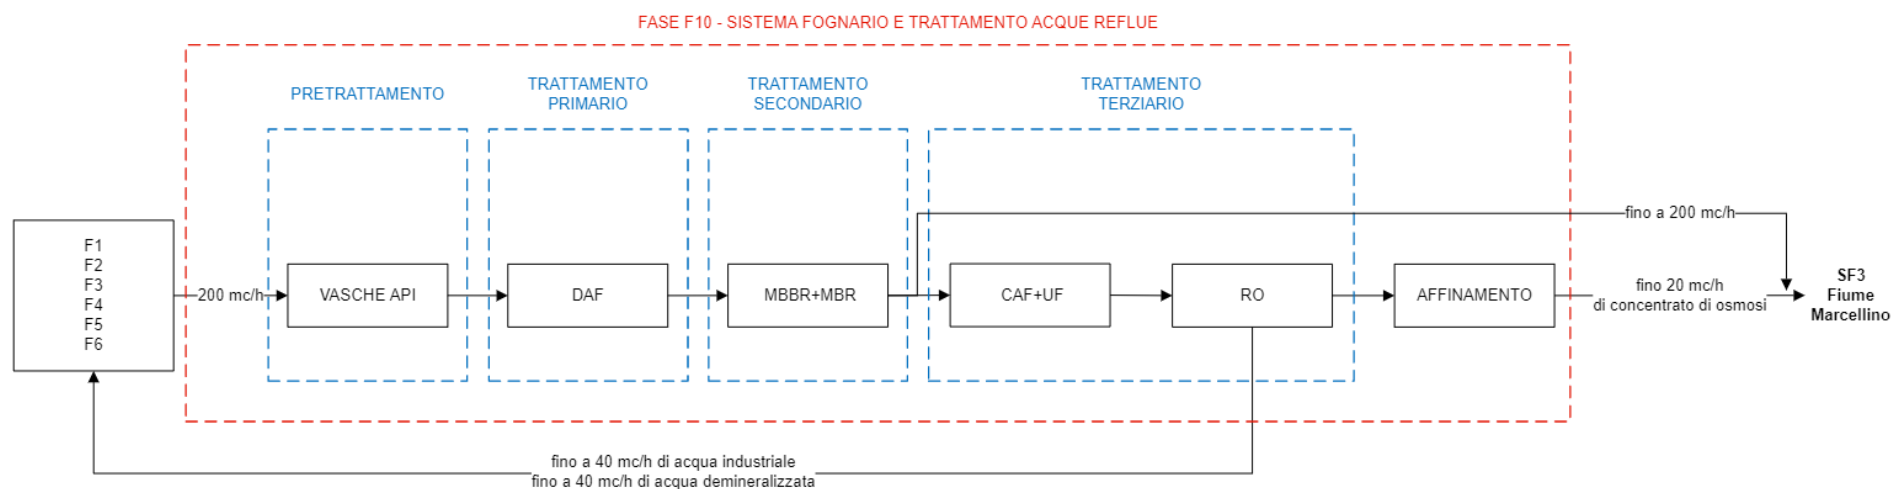 FASE F10 - SISTEMA FOGNARIO E TRATTAMENTO ACQUE REFLUE
PRETRATTAMENTO
TRATTAMENTO
PRIMARIO
TRATTAMENTO
SECONDARIO
TRATTAMENTO
TERZIARIO
fino a 200 mc/h
F1
F2
F3
F4
F5
F6
200 mc/h
VASCHE API
DAF
MBBR+MBR
CAF+UF
RO
AFFINAMENTO
fino 20 mc/h
di concentrato di osmosi
SF3
Fiume
Marcellino
fino a 40 mc/h di acqua industriale
fino a 40 mc/h di acqua demineralizzata